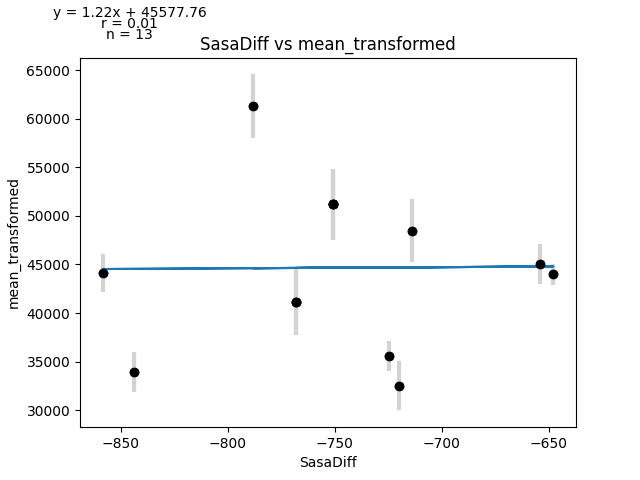 y = 1.22x + 45577.76
r = 0.01
n = 13
SasaDiff vs mean_transformed
65000
60000
55000
50000
45000
40000
35000
30000
mean_transformed
−850
−800
−750
−700
−650
SasaDiff